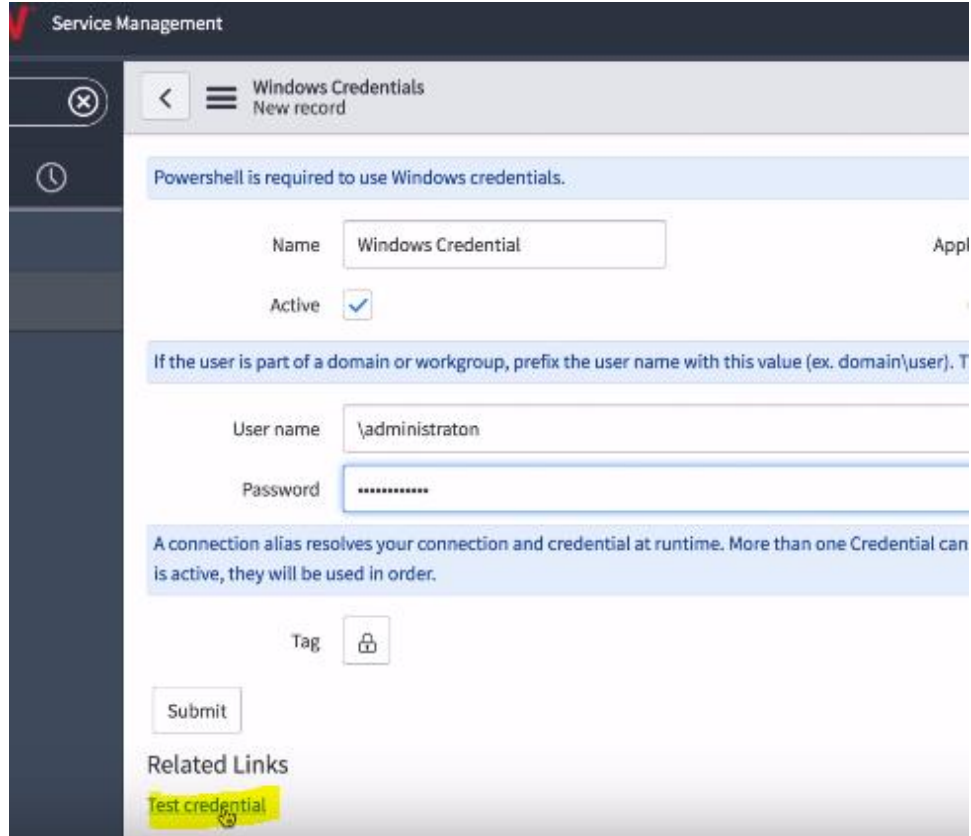 Service Management
Windows Credentials
New record
Powershell is required to use Windows credentials.
Name Windows Credential
Appl
Active
If the user is part of a domain or workgroup, prefix the user name with this value (ex. domain\user). T
User name \administraton
Password ••••••••••••
A connection alias resolves your connection and credential at runtime. More than one Credential can
is active, they will be used in order.
Tag
Submit
Related Links
Test credential